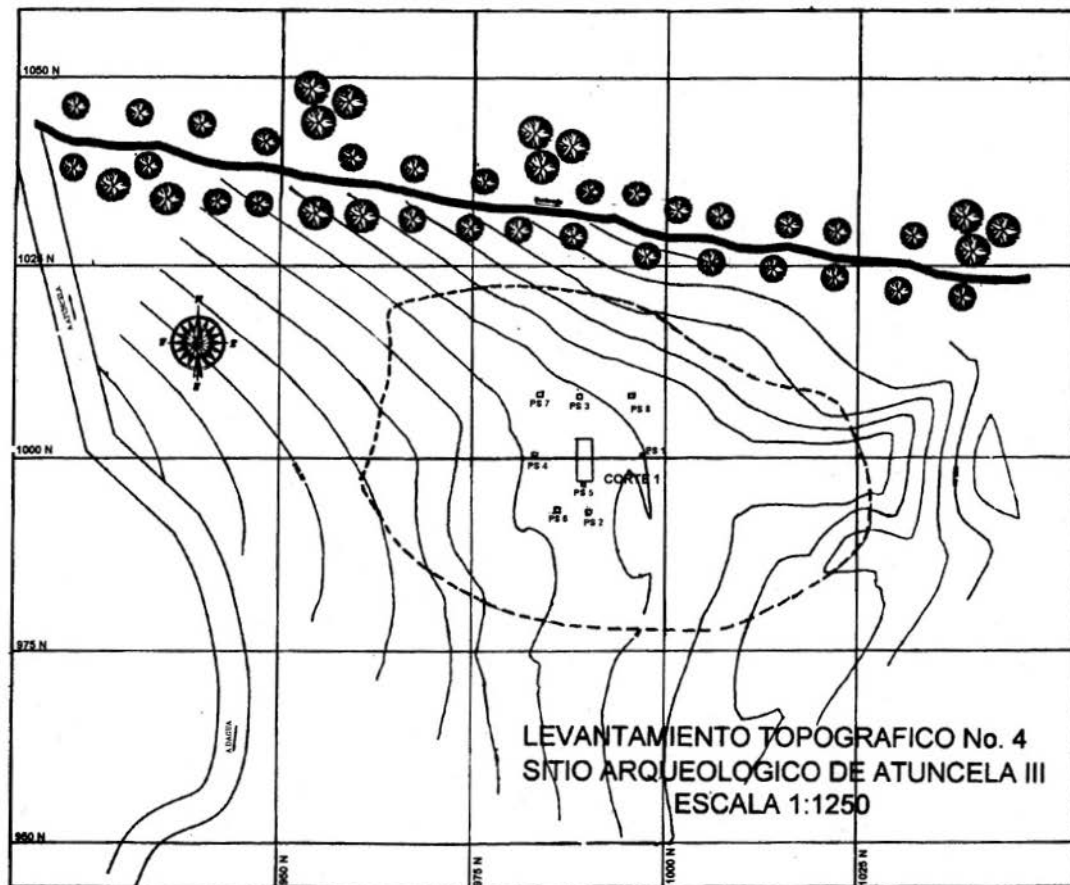 1050 N
1025 N
A ATUNCELA
PS 7
PS 3
PS 8
1000 N
PS 4
PS 1
CORTE 1
PS 5
PS 6
PS 2
975 N
A DAGUA
LEVANTAMIENTO TOPOGRAFICO No. 4
SITIO ARQUEOLOGICO DE ATUNCELA III
ESCALA 1:1250
950 N
950 N
975 N
1000 N
1025 N